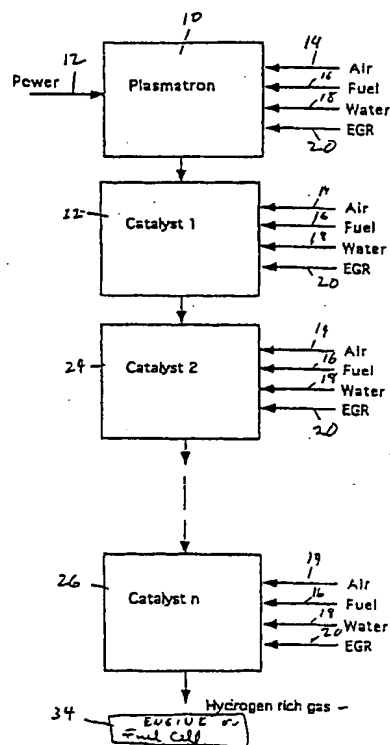 10
12
Power
Plasmatron
14
Air
16
Fuel
18
Water
EGR
20
22
Catalyst 1
14
Air
16
Fuel
18
Water
EGR
20
24
Catalyst 2
14
Air
16
Fuel
18
Water
EGR
20
26
Catalyst n
14
Air
16
Fuel
18
Water
20
EGR
Hydrogen rich gas
34
ENGINE or
Fuel Cell